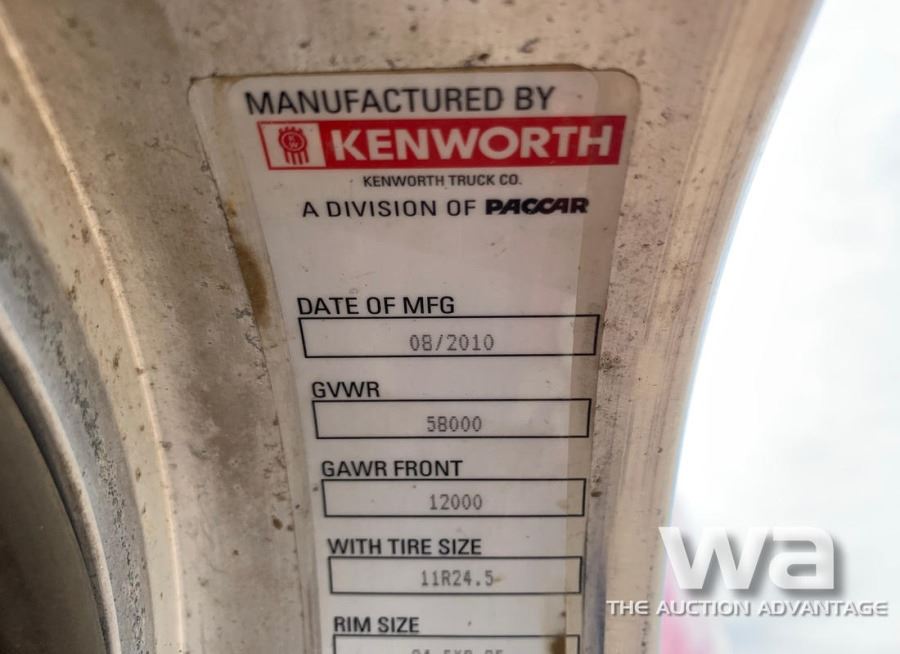 MANUFACTURED BY
KENWORTH
KENWORTH TRUCK CO.
A DIVISION OF PACCAR
DATE OF MFG
08/2010
GVWR
58000
GAWR FRONT
12000
WITH TIRE SIZE
11R24.5
RIM SIZE
wa
THE AUCTION ADVANTAGE